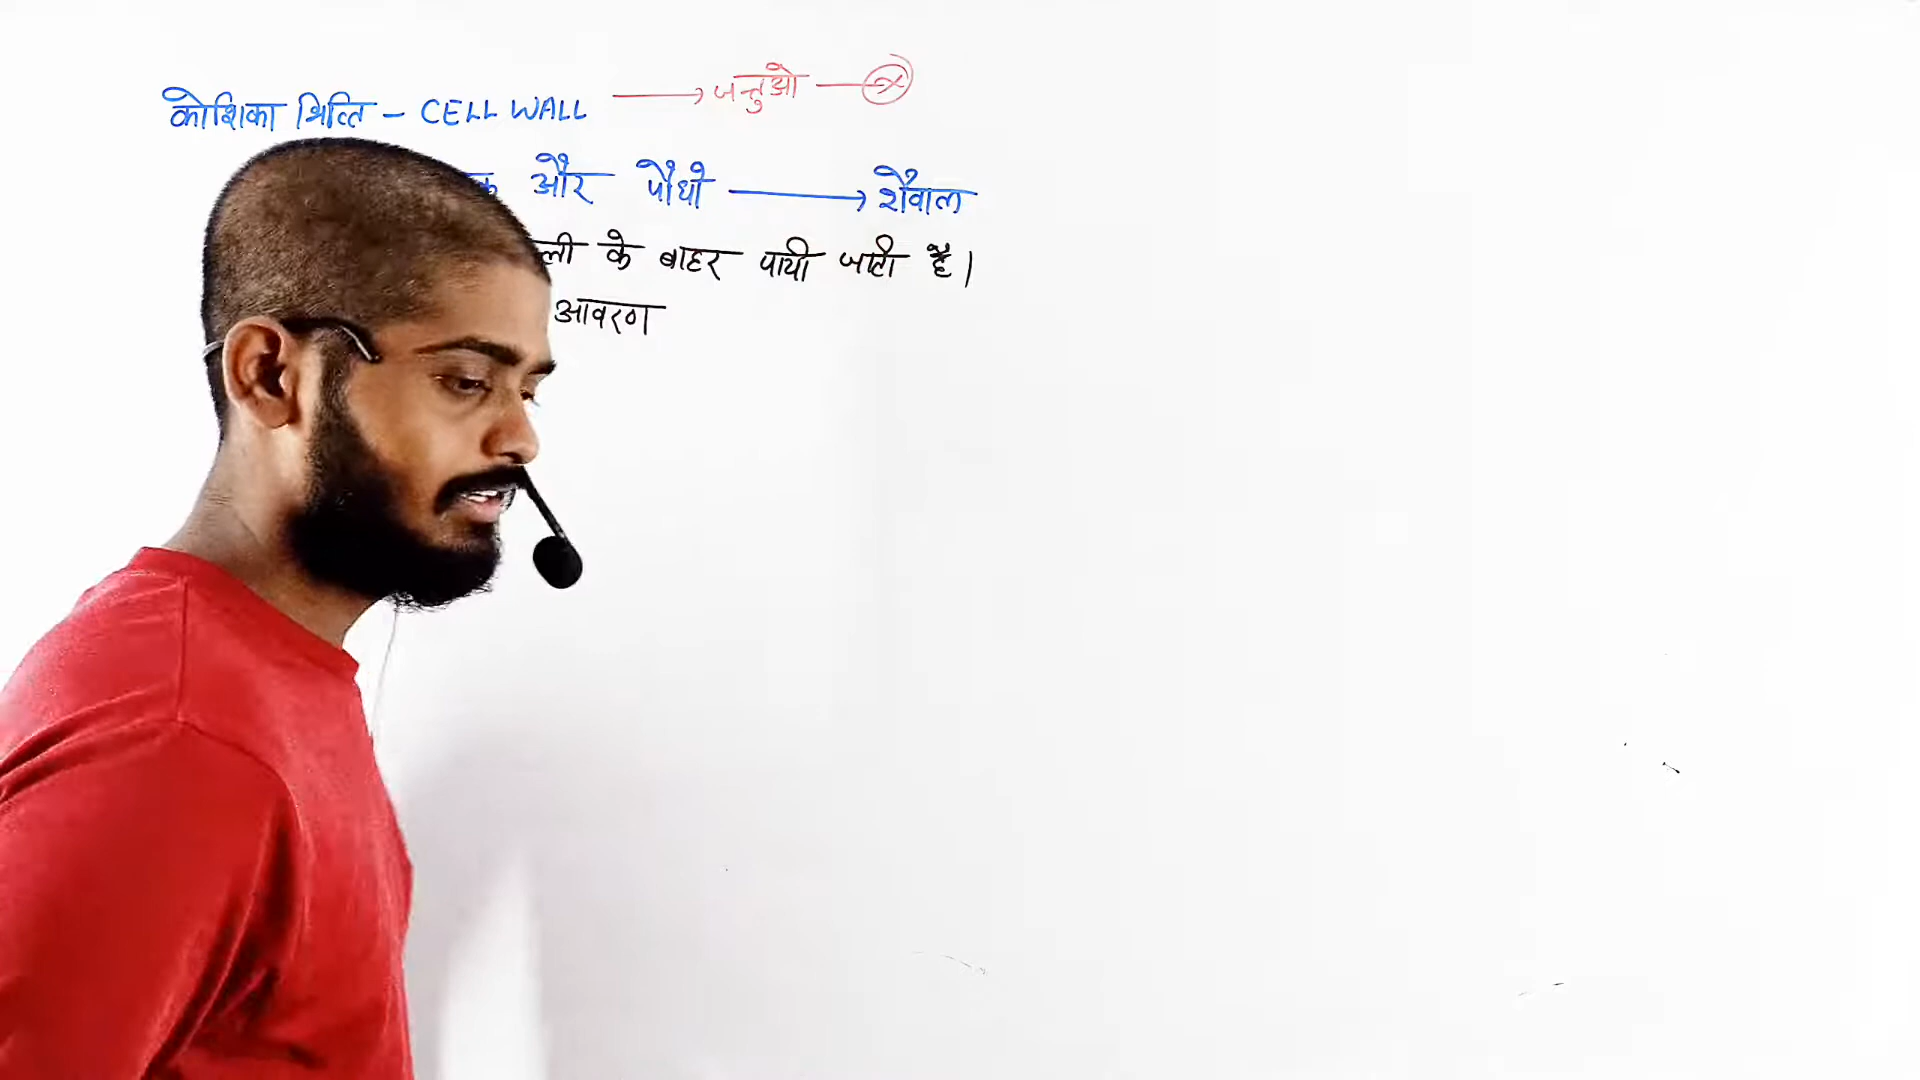 कोशिका भित्ति - CELL WALL → जन्तुओ - ⓧ
और पौधो → शैवाल
के बाहर पायी जाती है।
आवरण